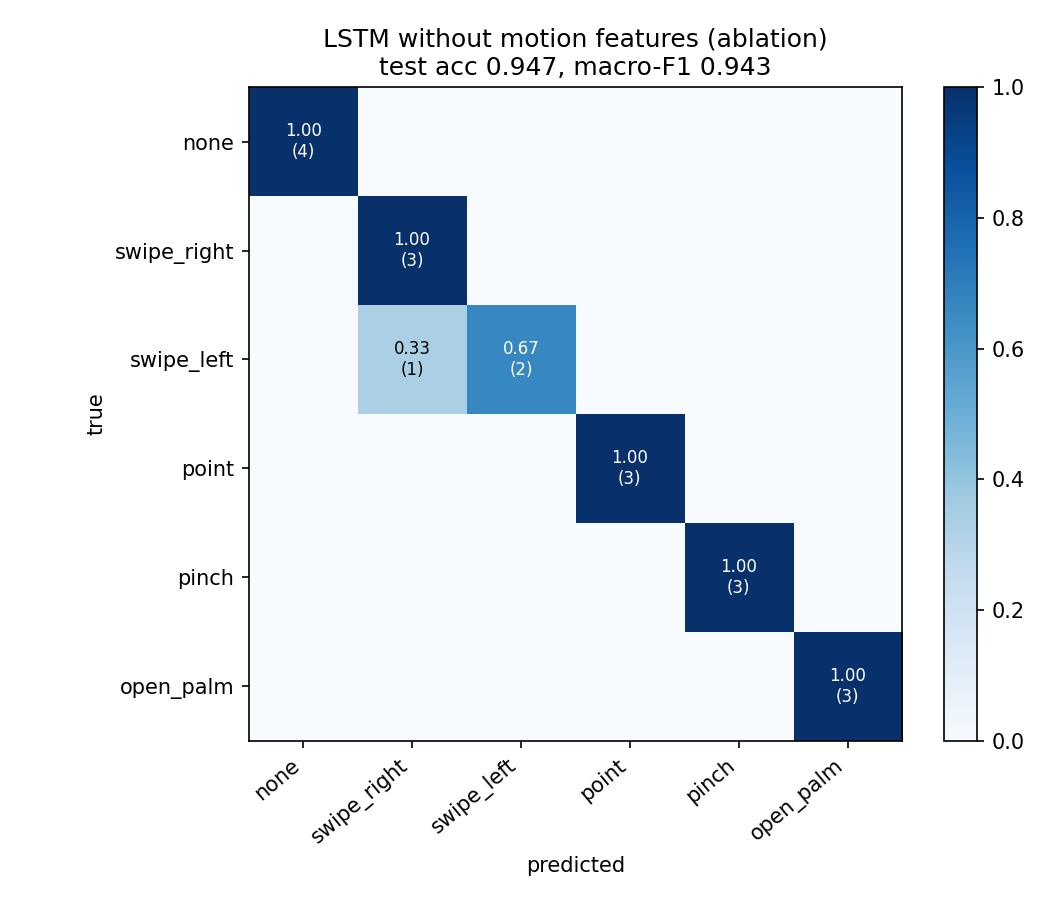 LSTM without motion features (ablation)
test acc 0.947, macro-F1 0.943
true
none
swipe_right
swipe_left
point
pinch
open_palm
1.00
(4)
1.00
(3)
0.33
(1)
0.67
(2)
1.00
(3)
1.00
(3)
1.00
(3)
none
swipe_right
swipe_left
point
pinch
open_palm
predicted
1.0
0.8
0.6
0.4
0.2
0.0